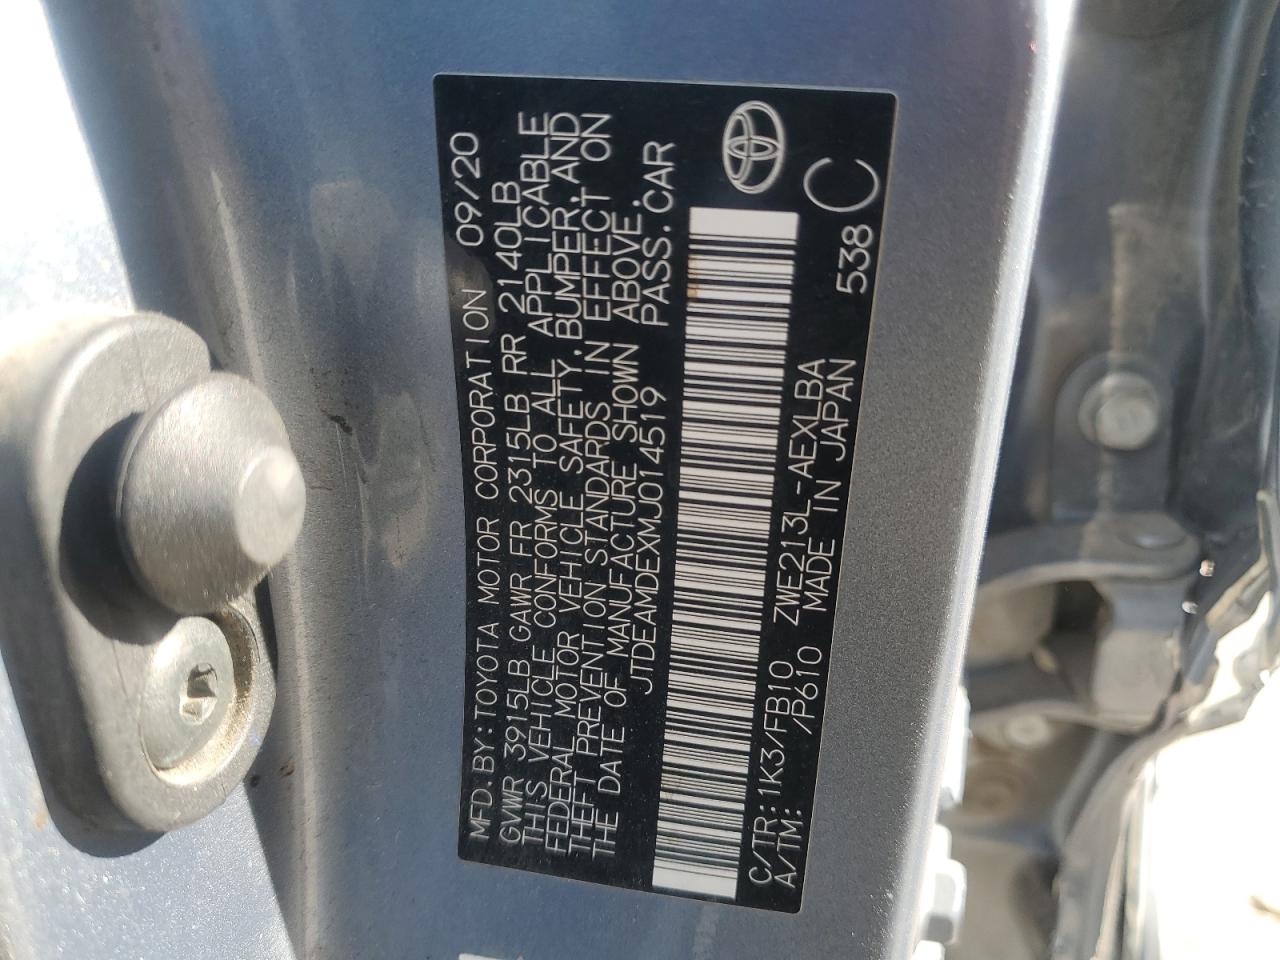 MFD. BY: TOYOTA MOTOR CORPORATION 09/20
GVWR 3915LB GAWR FR 2315LB RR 2140LB
THIS VEHICLE CONFORMS TO ALL APPLICABLE
FEDERAL MOTOR VEHICLE SAFETY, BUMPER, AND
THEFT PREVENTION STANDARDS IN EFFECT ON
THE DATE OF MANUFACTURE SHOWN ABOVE.
JTDEAMDEXMJ014519 PASS. CAR
C/TR: 1K3/FB10 ZWE213L-AEXLBA 538 C
A/TM: /P610 MADE IN JAPAN